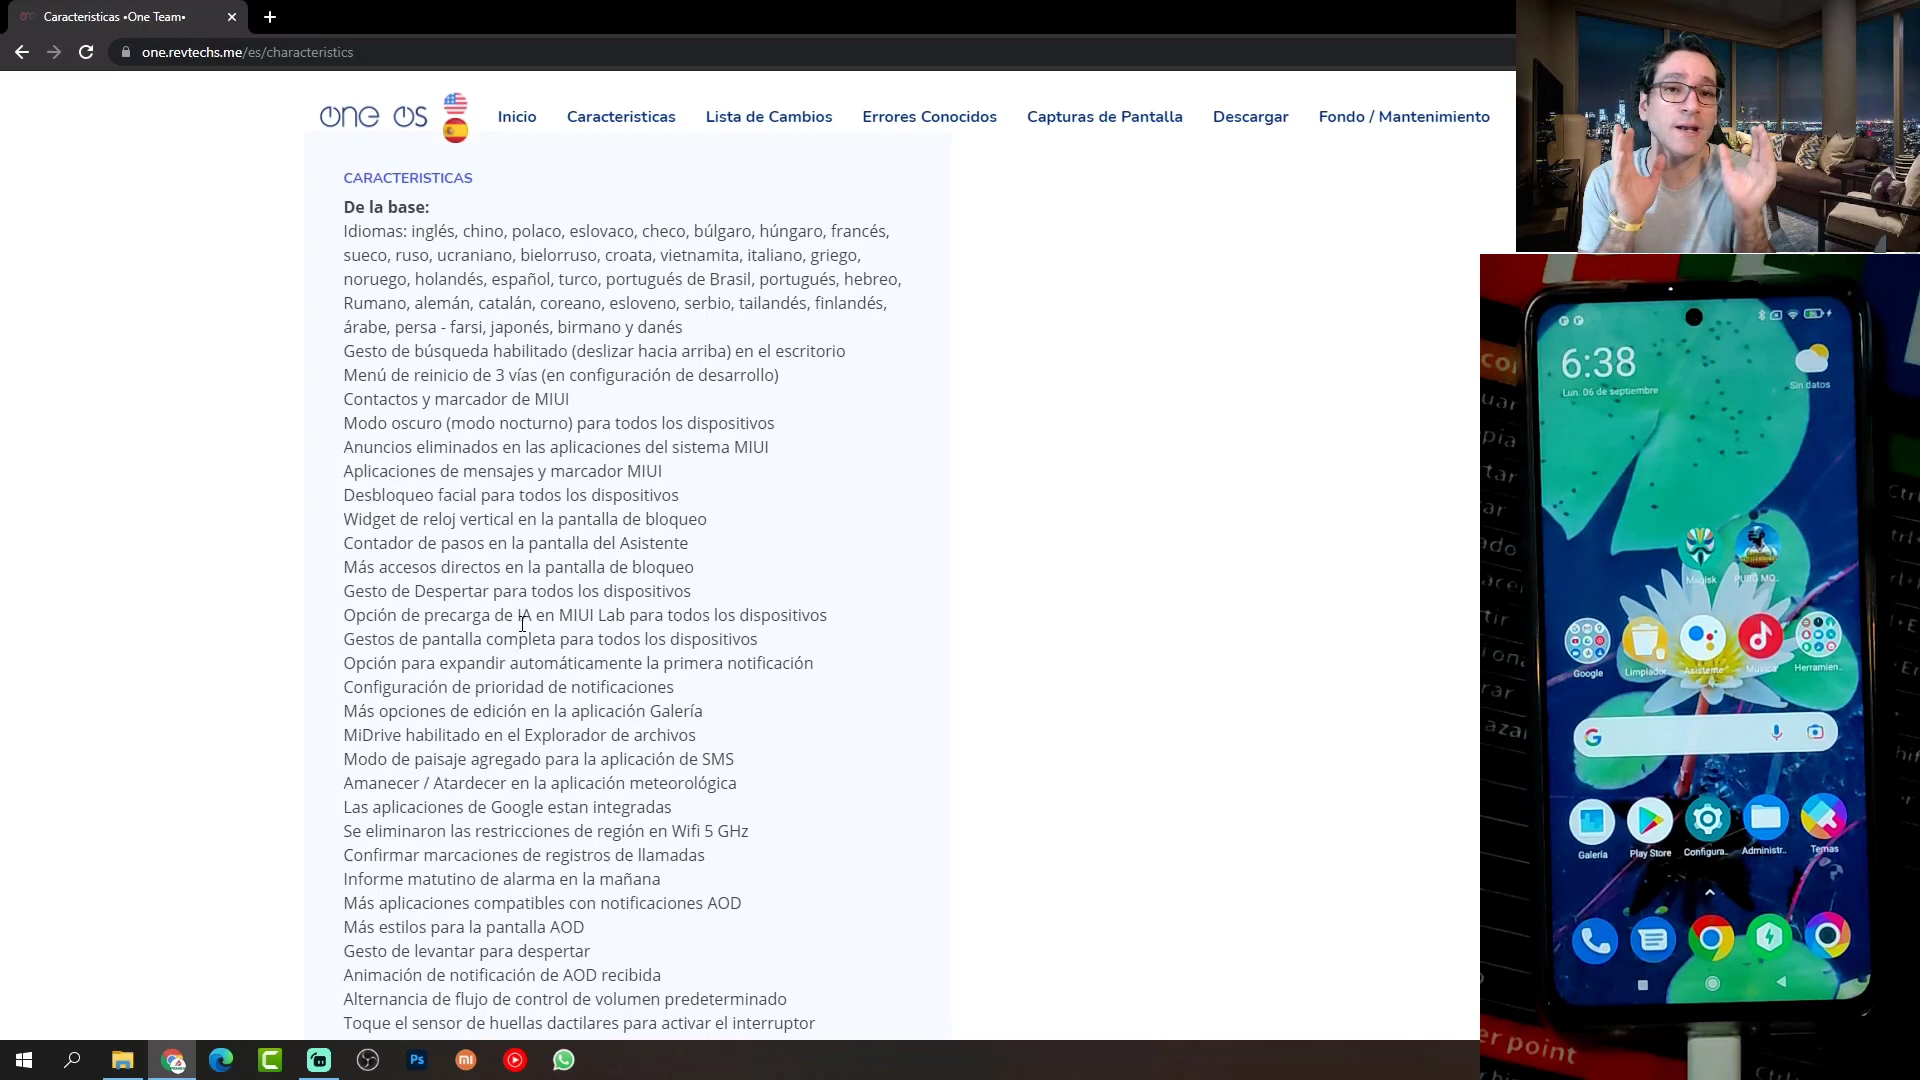 Caracteristicas •One Team•
one.revtechs.me/es/characteristics
one os
Inicio
Caracteristicas
Lista de Cambios
Errores Conocidos
Capturas de Pantalla
Descargar
Fondo / Mantenimiento
CARACTERISTICAS
De la base:
Idiomas: inglés, chino, polaco, eslovaco, checo, búlgaro, húngaro, francés,
sueco, ruso, ucraniano, bielorruso, croata, vietnamita, italiano, griego,
noruego, holandés, español, turco, portugués de Brasil, portugués, hebreo,
Rumano, alemán, catalán, coreano, esloveno, serbio, tailandés, finlandés,
árabe, persa - farsi, japonés, birmano y danés
Gesto de búsqueda habilitado (deslizar hacia arriba) en el escritorio
Menú de reinicio de 3 vías (en configuración de desarrollo)
Contactos y marcador de MIUI
Modo oscuro (modo nocturno) para todos los dispositivos
Anuncios eliminados en las aplicaciones del sistema MIUI
Aplicaciones de mensajes y marcador MIUI
Desbloqueo facial para todos los dispositivos
Widget de reloj vertical en la pantalla de bloqueo
Contador de pasos en la pantalla del Asistente
Más accesos directos en la pantalla de bloqueo
Gesto de Despertar para todos los dispositivos
Opción de precarga de IA en MIUI Lab para todos los dispositivos
Gestos de pantalla completa para todos los dispositivos
Opción para expandir automáticamente la primera notificación
Configuración de prioridad de notificaciones
Más opciones de edición en la aplicación Galería
MiDrive habilitado en el Explorador de archivos
Modo de paisaje agregado para la aplicación de SMS
Amanecer / Atardecer en la aplicación meteorológica
Las aplicaciones de Google estan integradas
Se eliminaron las restricciones de región en Wifi 5 GHz
Confirmar marcaciones de registros de llamadas
Informe matutino de alarma en la mañana
Más aplicaciones compatibles con notificaciones AOD
Más estilos para la pantalla AOD
Gesto de levantar para despertar
Animación de notificación de AOD recibida
Alternancia de flujo de control de volumen predeterminado
Toque el sensor de huellas dactilares para activar el interruptor
Ps
mi
6:38
Lun. 06 de septiembre
Sin datos
Magisk
PUBG MO..
Google
Limpiador
Asistente
Música
Herramien..
Galería
Play Store
Configura..
Administr..
Temas
er point